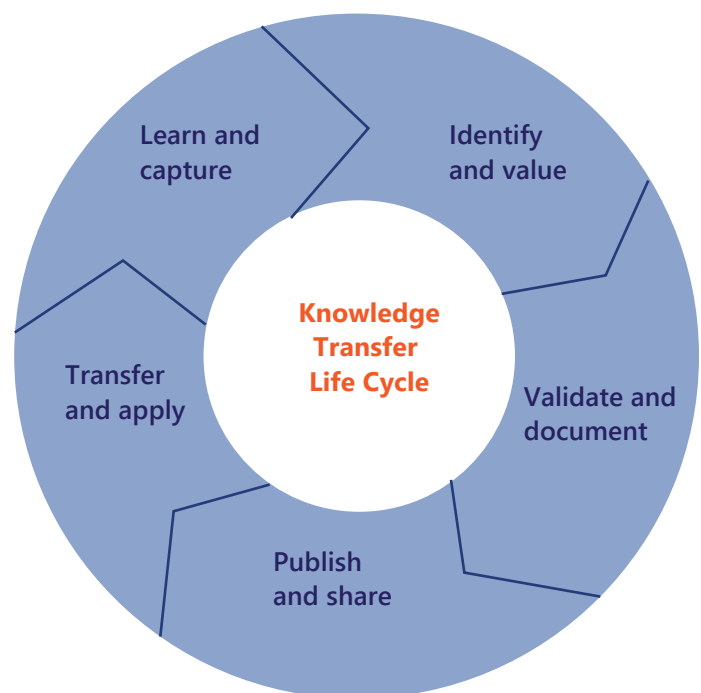 Learn and
capture
Identify
and value
Knowledge
Transfer
Life Cycle
Transfer
and apply
Validate and
document
Publish
and share